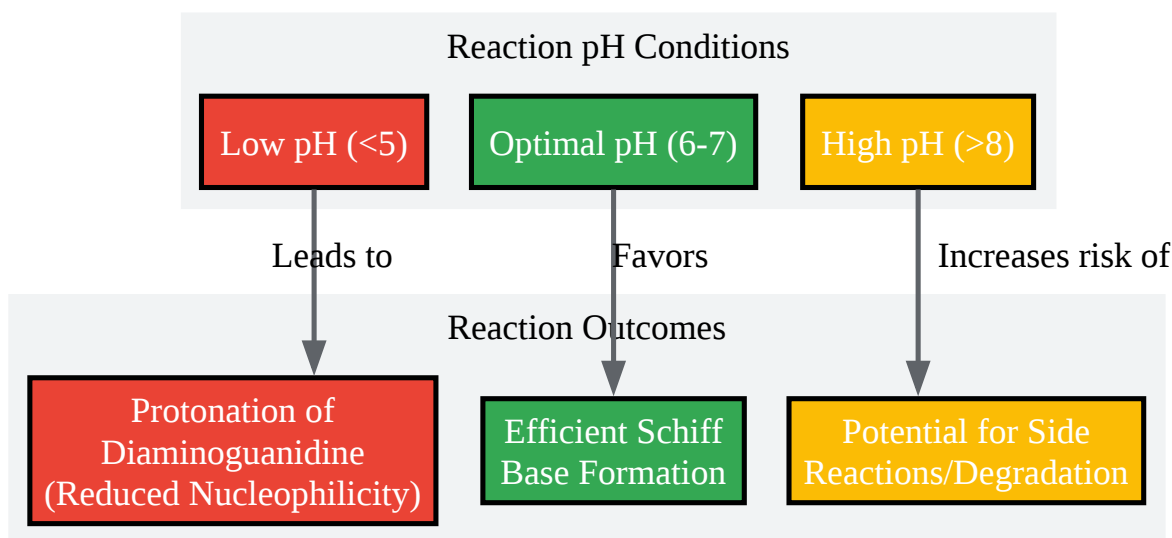 Reaction pH Conditions
Low pH (<5)
Optimal pH (6-7)
High pH (>8)
Leads to
Favors
Increases risk of
Reaction Outcomes
Protonation of
Diaminoguanidine
(Reduced Nucleophilicity)
Efficient Schiff
Base Formation
Potential for Side
Reactions/Degradation